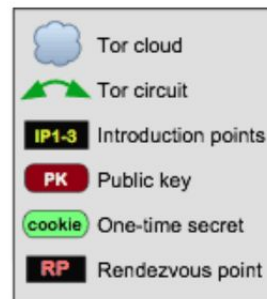 Tor cloud
Tor circuit
IP1-3 Introduction points
PK Public key
cookie One-time secret
RP Rendezvous point